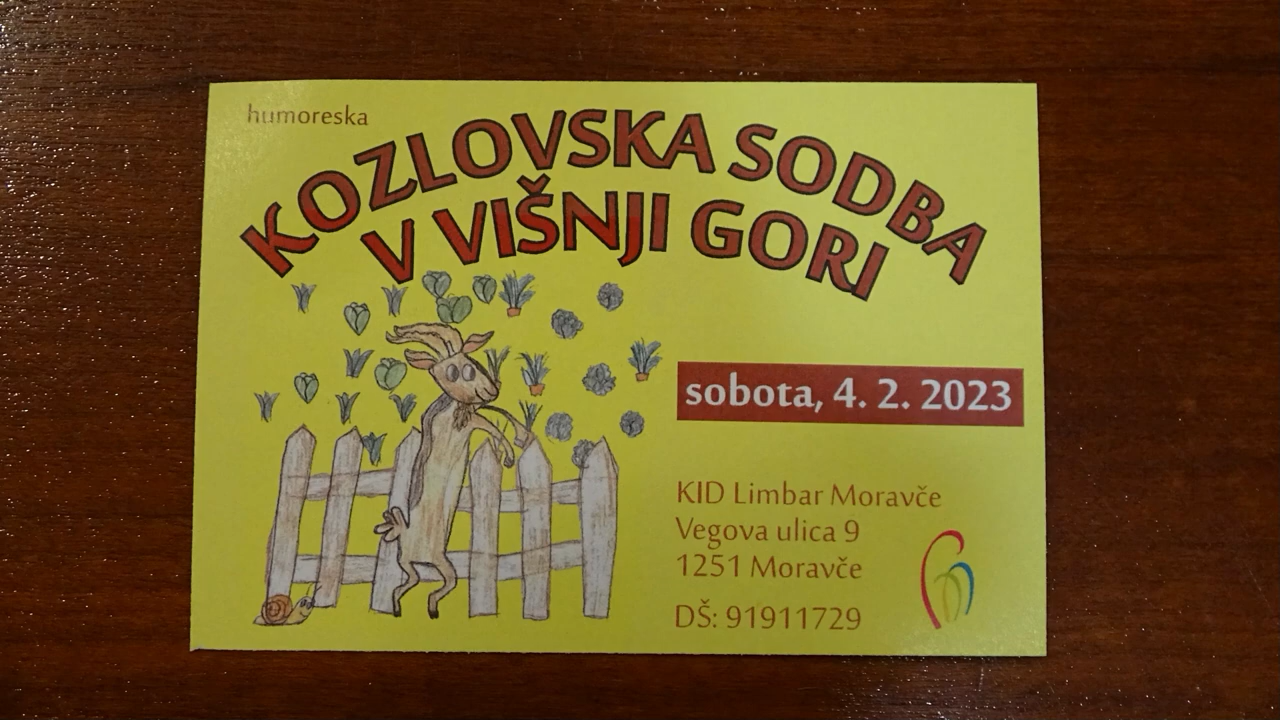 humoreska
KOZLOVSKA SODBA
V VIŠNJI GORI
sobota, 4. 2. 2023
KID Limbar Moravče
Vegova ulica 9
1251 Moravče
DŠ: 91911729